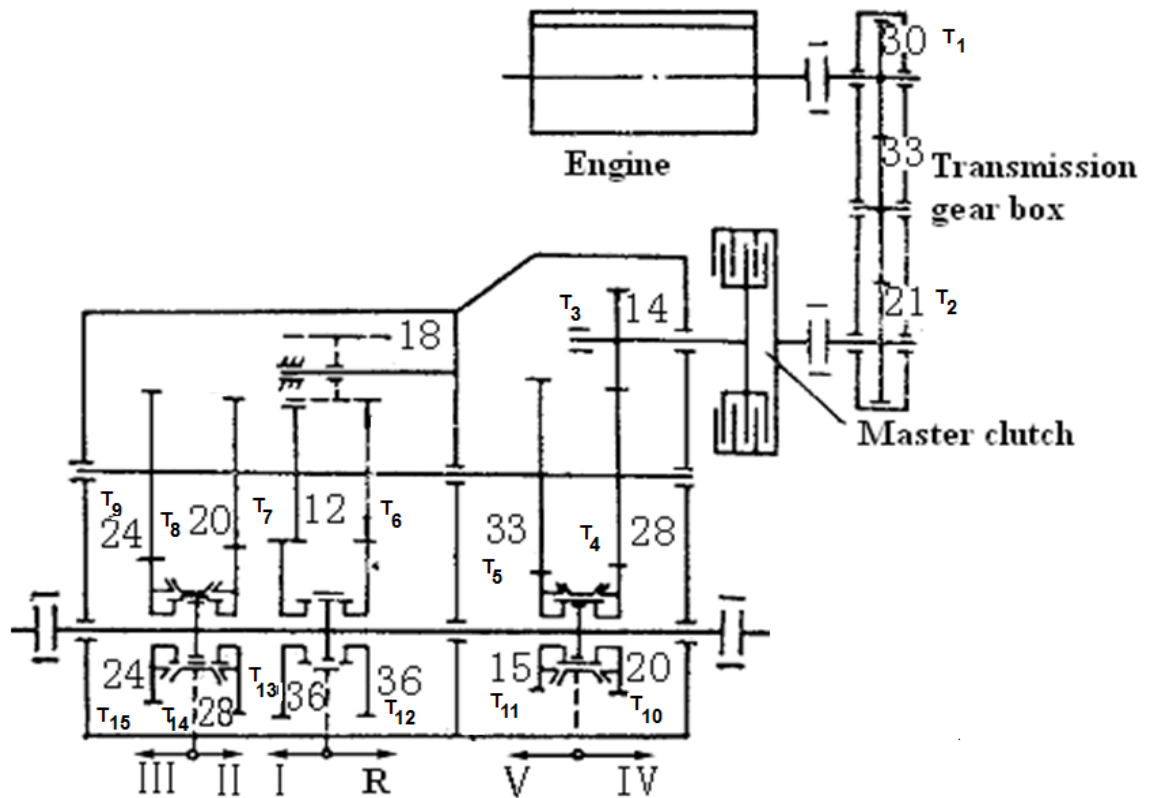 30 T1
Engine
33 Transmission
gear box
T3 14
21 T2
18
Master clutch
T9 T8 20 T7 12 T6
24
33 T4 28
T5
24 T13 36 36 15 20
T15 T14 28 T12 T11 T10
III II I R V IV